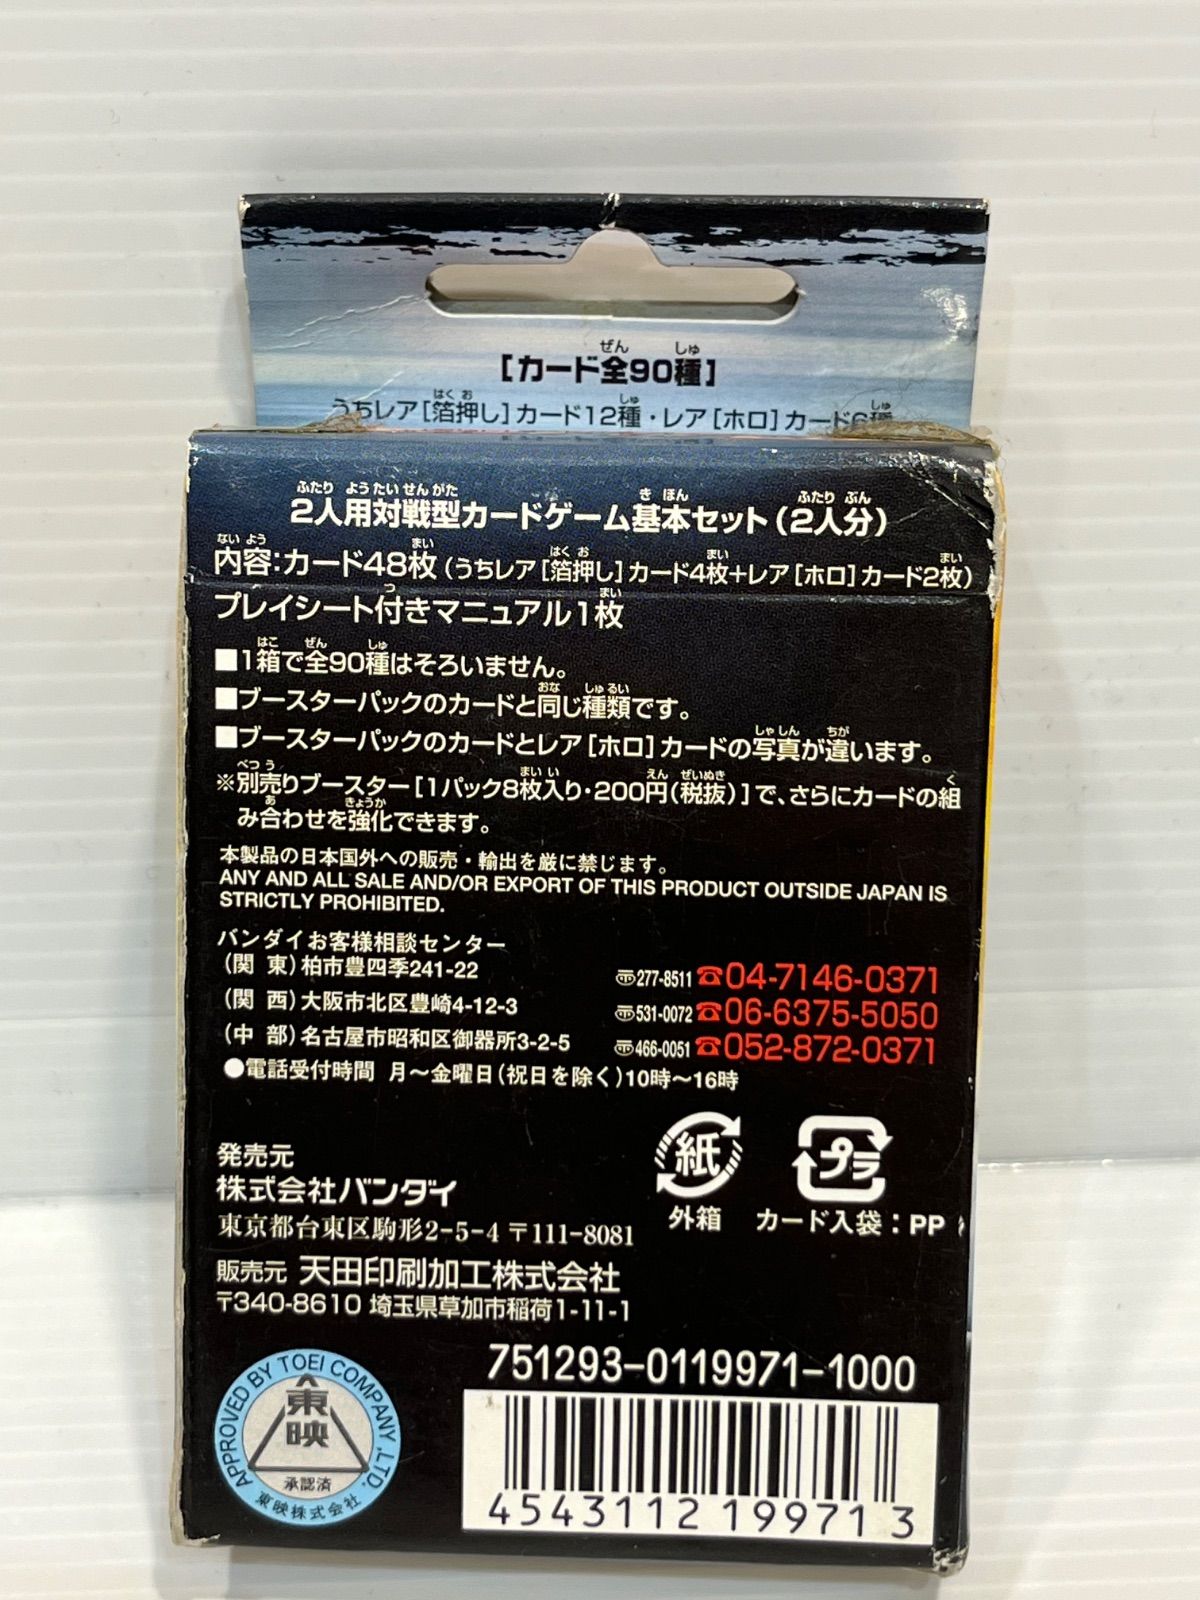 [カード全90種]
うちレア[箔押し]カード12種・レア[ホロ]カード6種
2人用対戦型カードゲーム基本セット(2人分)
内容:カード48枚(うちレア[箔押し]カード4枚+レア[ホロ]カード2枚)
プレイシート付きマニュアル1枚
■1箱で全90種はそろいません。
■ブースターパックのカードと同じ種類です。
■ブースターパックのカードとレア[ホロ]カードの写真が違います。
※別売りブースター[1パック8枚入り・200円(税抜)]で、さらにカードの組
み合わせを強化できます。
本製品の日本国外への販売・輸出を厳に禁じます。
ANY AND ALL SALE AND/OR EXPORT OF THIS PRODUCT OUTSIDE JAPAN IS
STRICTLY PROHIBITED.
バンダイお客様相談センター
(関 東)柏市豊四季241-22 〠277-8511 ☎04-7146-0371
(関 西)大阪市北区豊崎4-12-3 〠531-0072 ☎06-6375-5050
(中 部)名古屋市昭和区御器所3-2-5 〠466-0051 ☎052-872-0371
●電話受付時間 月〜金曜日(祝日を除く)10時〜16時
紙
外箱
プラ
カード入袋:PP
発売元
株式会社バンダイ
東京都台東区駒形2-5-4 〒111-8081
販売元 天田印刷加工株式会社
〒340-8610 埼玉県草加市稲荷1-11-1
APPROVED BY TOEI COMPANY, LTD.
東映
承認済
東映株式会社
751293-0119971-1000
4543112199713